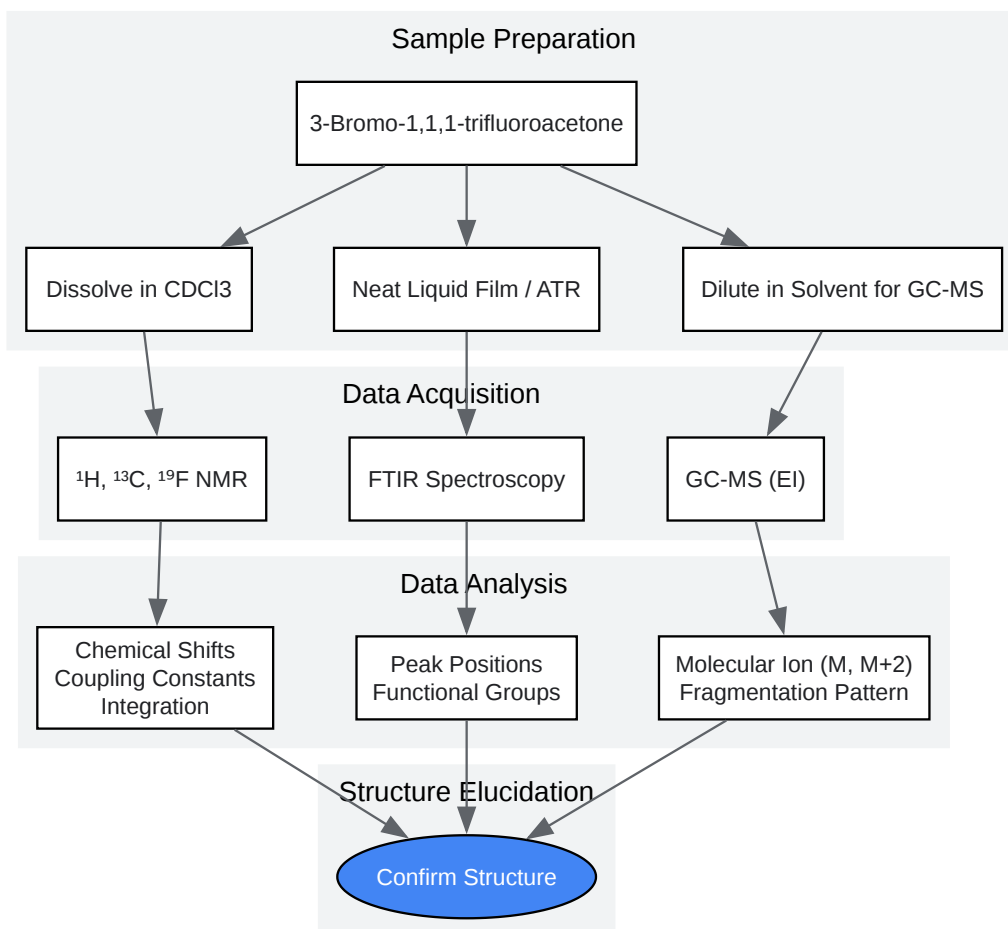 Sample Preparation
3-Bromo-1,1,1-trifluoroacetone
Dissolve in CDCl3
Neat Liquid Film / ATR
Dilute in Solvent for GC-MS
Data Acquisition
¹H, ¹³C, ¹⁹F NMR
FTIR Spectroscopy
GC-MS (EI)
Data Analysis
Chemical Shifts
Coupling Constants
Integration
Peak Positions
Functional Groups
Molecular Ion (M, M+2)
Fragmentation Pattern
Structure Elucidation
Confirm Structure